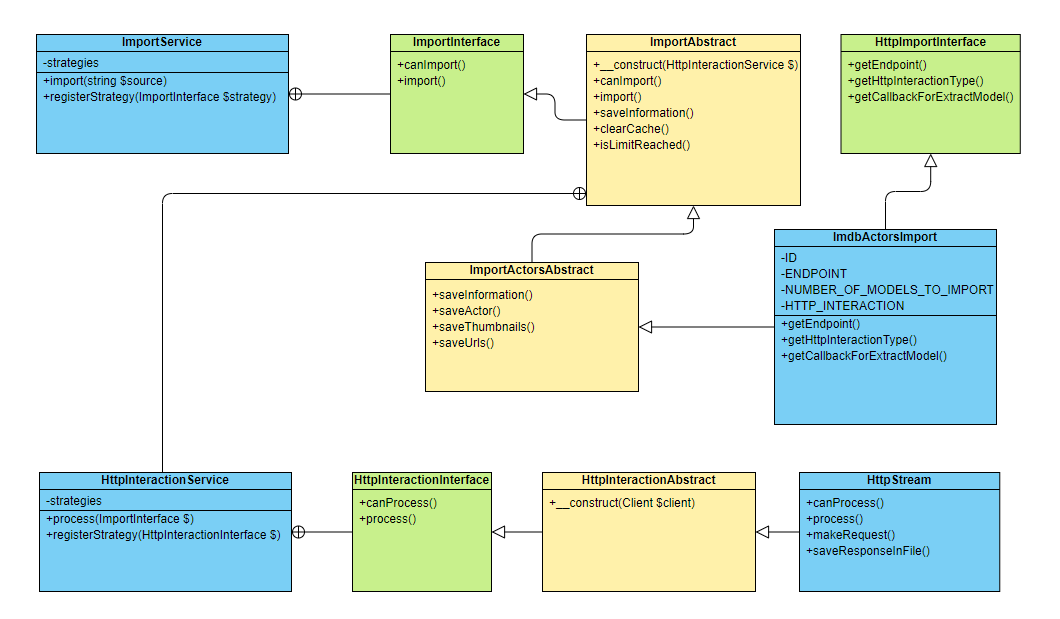 ImportService
-strategies
+import(string $source)
+registerStrategy(ImportInterface $strategy)
ImportInterface
+canImport()
+import()
ImportAbstract
+__construct(HttpInteractionService $)
+canImport()
+import()
+saveInformation()
+clearCache()
+isLimitReached()
HttpImportInterface
+getEndpoint()
+getHttpInteractionType()
+getCallbackForExtractModel()
ImportActorsAbstract
+saveInformation()
+saveActor()
+saveThumbnails()
+saveUrls()
ImdbActorsImport
-ID
-ENDPOINT
-NUMBER_OF_MODELS_TO_IMPORT
-HTTP_INTERACTION
+getEndpoint()
+getHttpInteractionType()
+getCallbackForExtractModel()
HttpInteractionService
-strategies
+process(ImportInterface $)
+registerStrategy(HttpInteractionInterface $)
HttpInteractionInterface
+canProcess()
+process()
HttpInteractionAbstract
+__construct(Client $client)
HttpStream
+canProcess()
+process()
+makeRequest()
+saveResponseInFile()